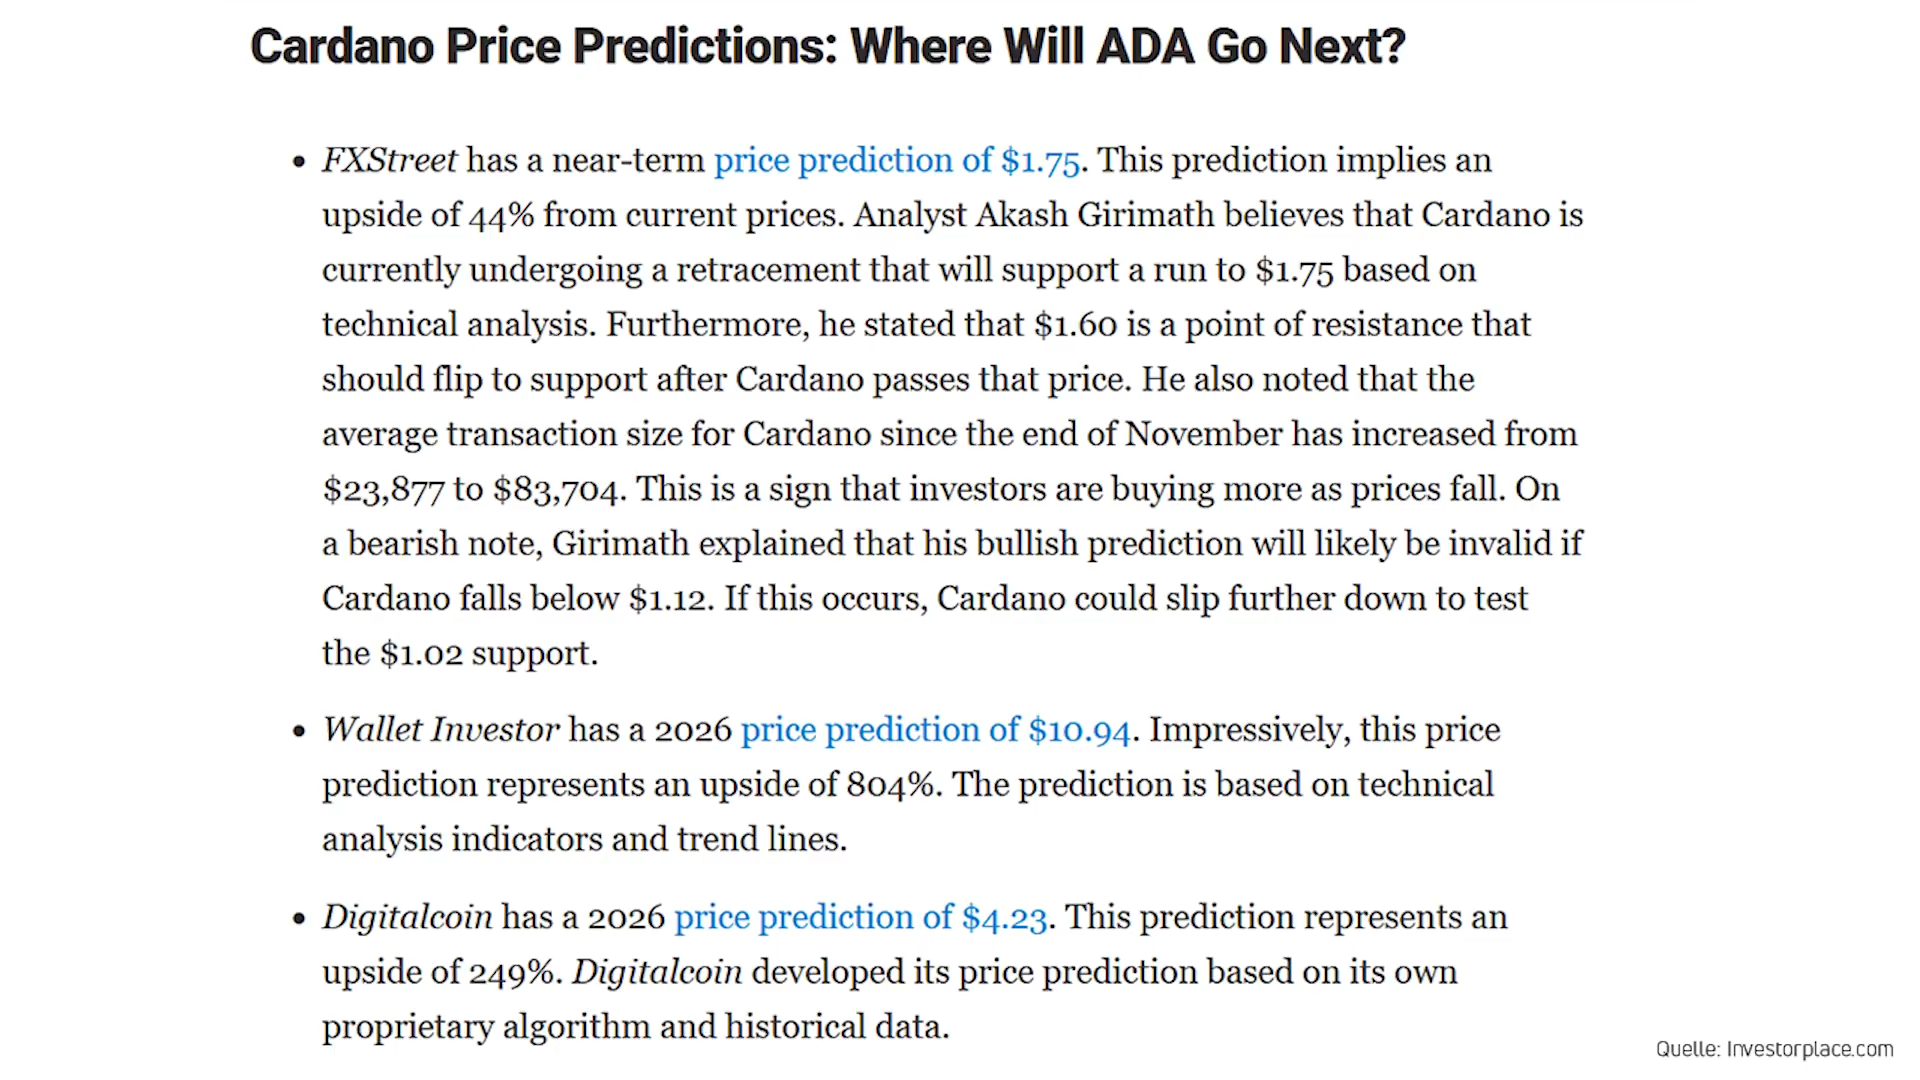 Cardano Price Predictions: Where Will ADA Go Next?
• FXStreet has a near-term price prediction of $1.75. This prediction implies an
upside of 44% from current prices. Analyst Akash Girimath believes that Cardano is
currently undergoing a retracement that will support a run to $1.75 based on
technical analysis. Furthermore, he stated that $1.60 is a point of resistance that
should flip to support after Cardano passes that price. He also noted that the
average transaction size for Cardano since the end of November has increased from
$23,877 to $83,704. This is a sign that investors are buying more as prices fall. On
a bearish note, Girimath explained that his bullish prediction will likely be invalid if
Cardano falls below $1.12. If this occurs, Cardano could slip further down to test
the $1.02 support.
• Wallet Investor has a 2026 price prediction of $10.94. Impressively, this price
prediction represents an upside of 804%. The prediction is based on technical
analysis indicators and trend lines.
• Digitalcoin has a 2026 price prediction of $4.23. This prediction represents an
upside of 249%. Digitalcoin developed its price prediction based on its own
proprietary algorithm and historical data.
Quelle: Investorplace.com